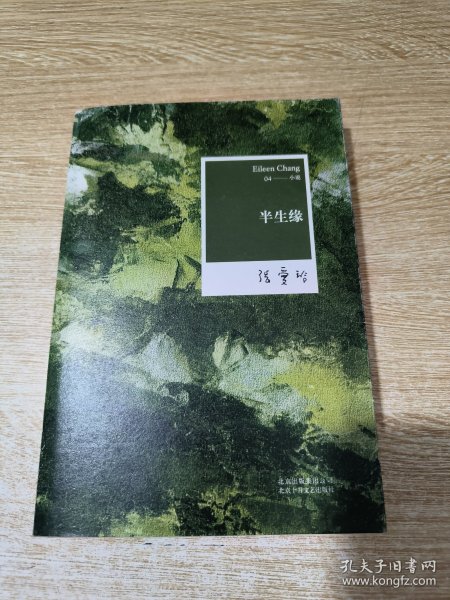 Eileen Chang
04 —— 小说
半生缘
张爱玲
北京出版集团公司
北京十月文艺出版社
孔夫子旧书网
www.kongfz.com